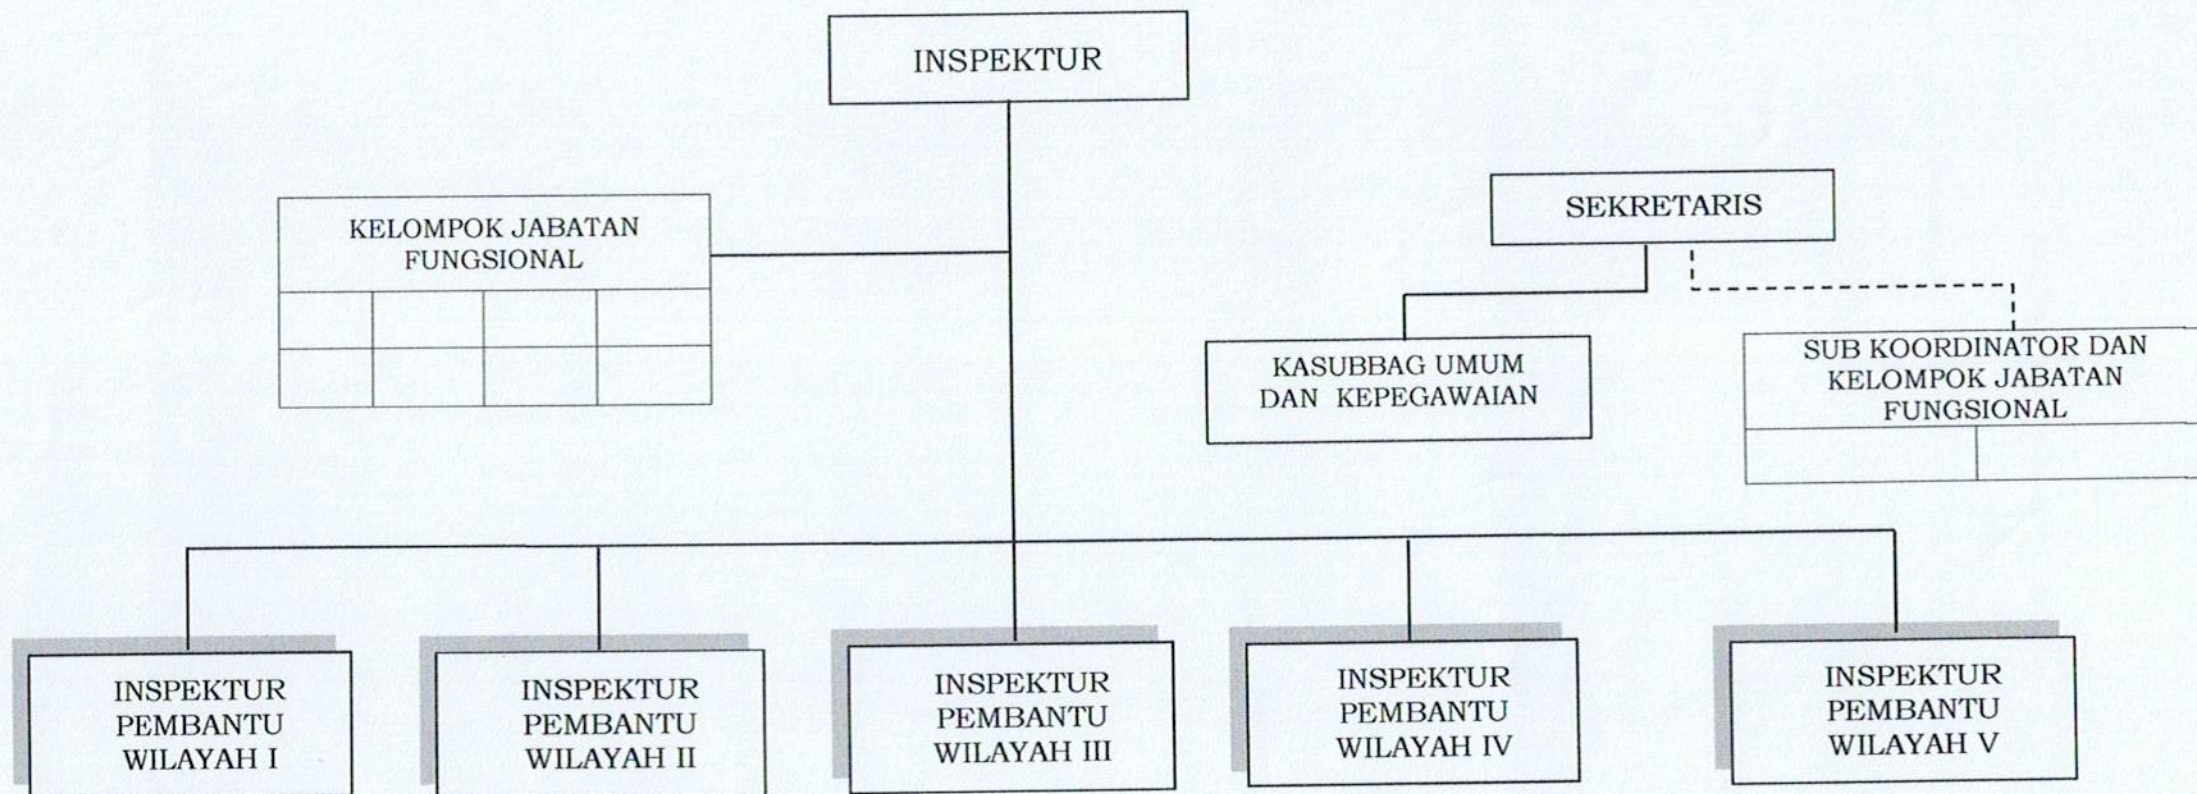 INSPEKTUR
KELOMPOK JABATAN
FUNGSIONAL
SEKRETARIS
KASUBBAG UMUM
DAN KEPEGAWAIAN
SUB KOORDINATOR DAN
KELOMPOK JABATAN
FUNGSIONAL
INSPEKTUR
PEMBANTU
WILAYAH I
INSPEKTUR
PEMBANTU
WILAYAH II
INSPEKTUR
PEMBANTU
WILAYAH III
INSPEKTUR
PEMBANTU
WILAYAH IV
INSPEKTUR
PEMBANTU
WILAYAH V